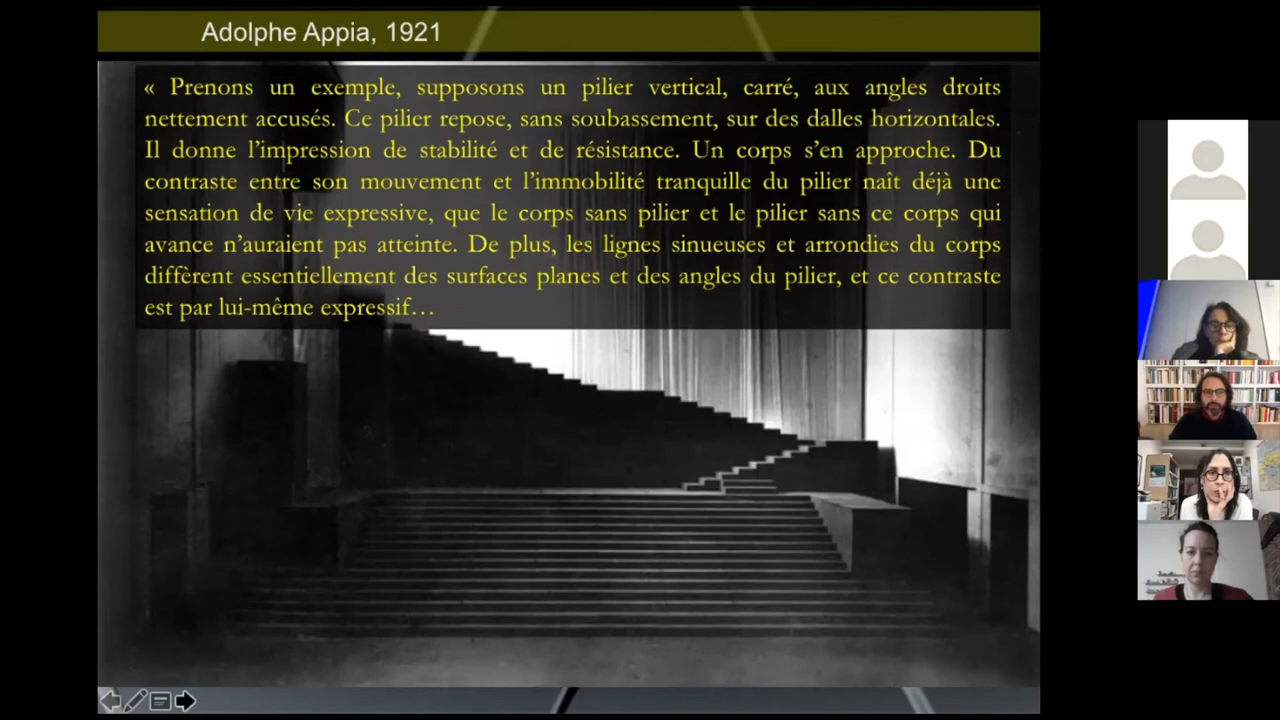 Adolphe Appia, 1921
« Prenons un exemple, supposons un pilier vertical, carré, aux angles droits
nettement accusés. Ce pilier repose, sans soubassement, sur des dalles horizontales.
Il donne l’impression de stabilité et de résistance. Un corps s’en approche. Du
contraste entre son mouvement et l’immobilité tranquille du pilier naît déjà une
sensation de vie expressive, que le corps sans pilier et le pilier sans ce corps qui
avance n’auraient pas atteinte. De plus, les lignes sinueuses et arrondies du corps
diffèrent essentiellement des surfaces planes et des angles du pilier, et ce contraste
est par lui-même expressif…